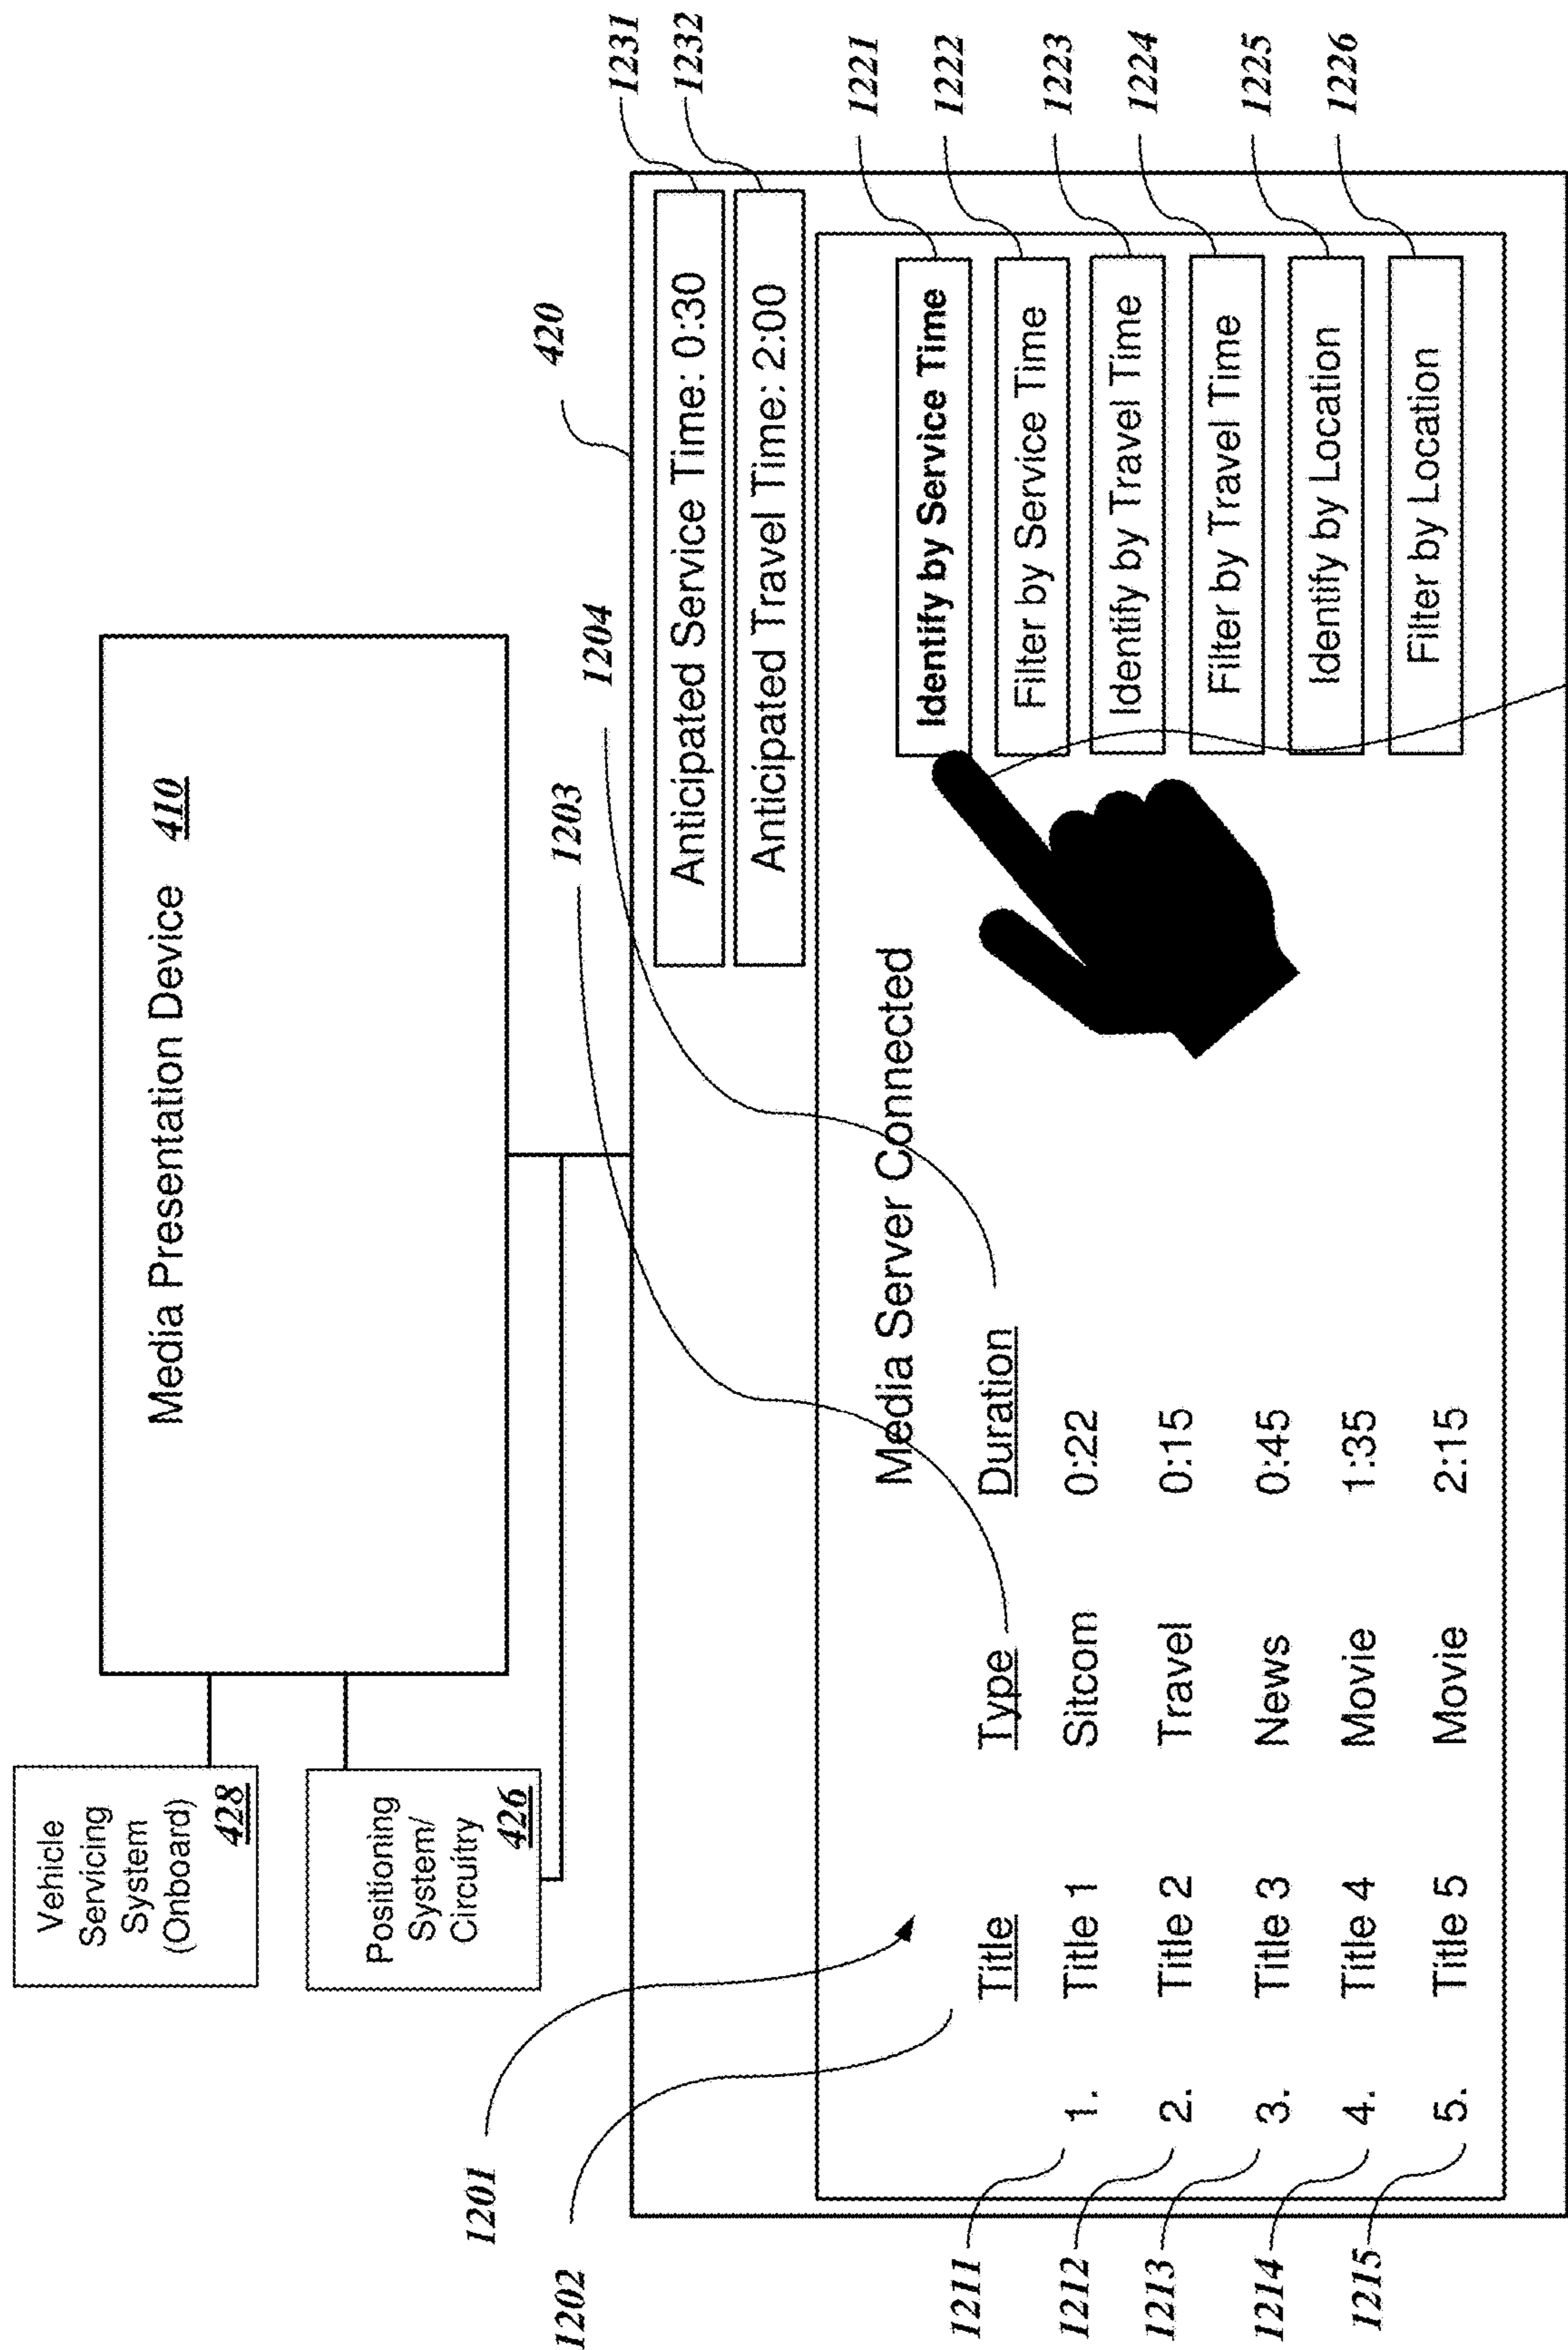 Vehicle
Servicing
System
(Onboard)
428
Positioning
System/
Circuitry
426
Media Presentation Device 410
420
1201
1202
1203
1204
Anticipated Service Time: 0:30
1231
Anticipated Travel Time: 2:00
1232
Media Server Connected
Title Type Duration
1211 1. Title 1 Sitcom 0:22
1212 2. Title 2 Travel 0:15
1213 3. Title 3 News 0:45
1214 4. Title 4 Movie 1:35
1215 5. Title 5 Movie 2:15
Identify by Service Time 1221
Filter by Service Time 1222
Identify by Travel Time 1223
Filter by Travel Time 1224
Identify by Location 1225
Filter by Location 1226